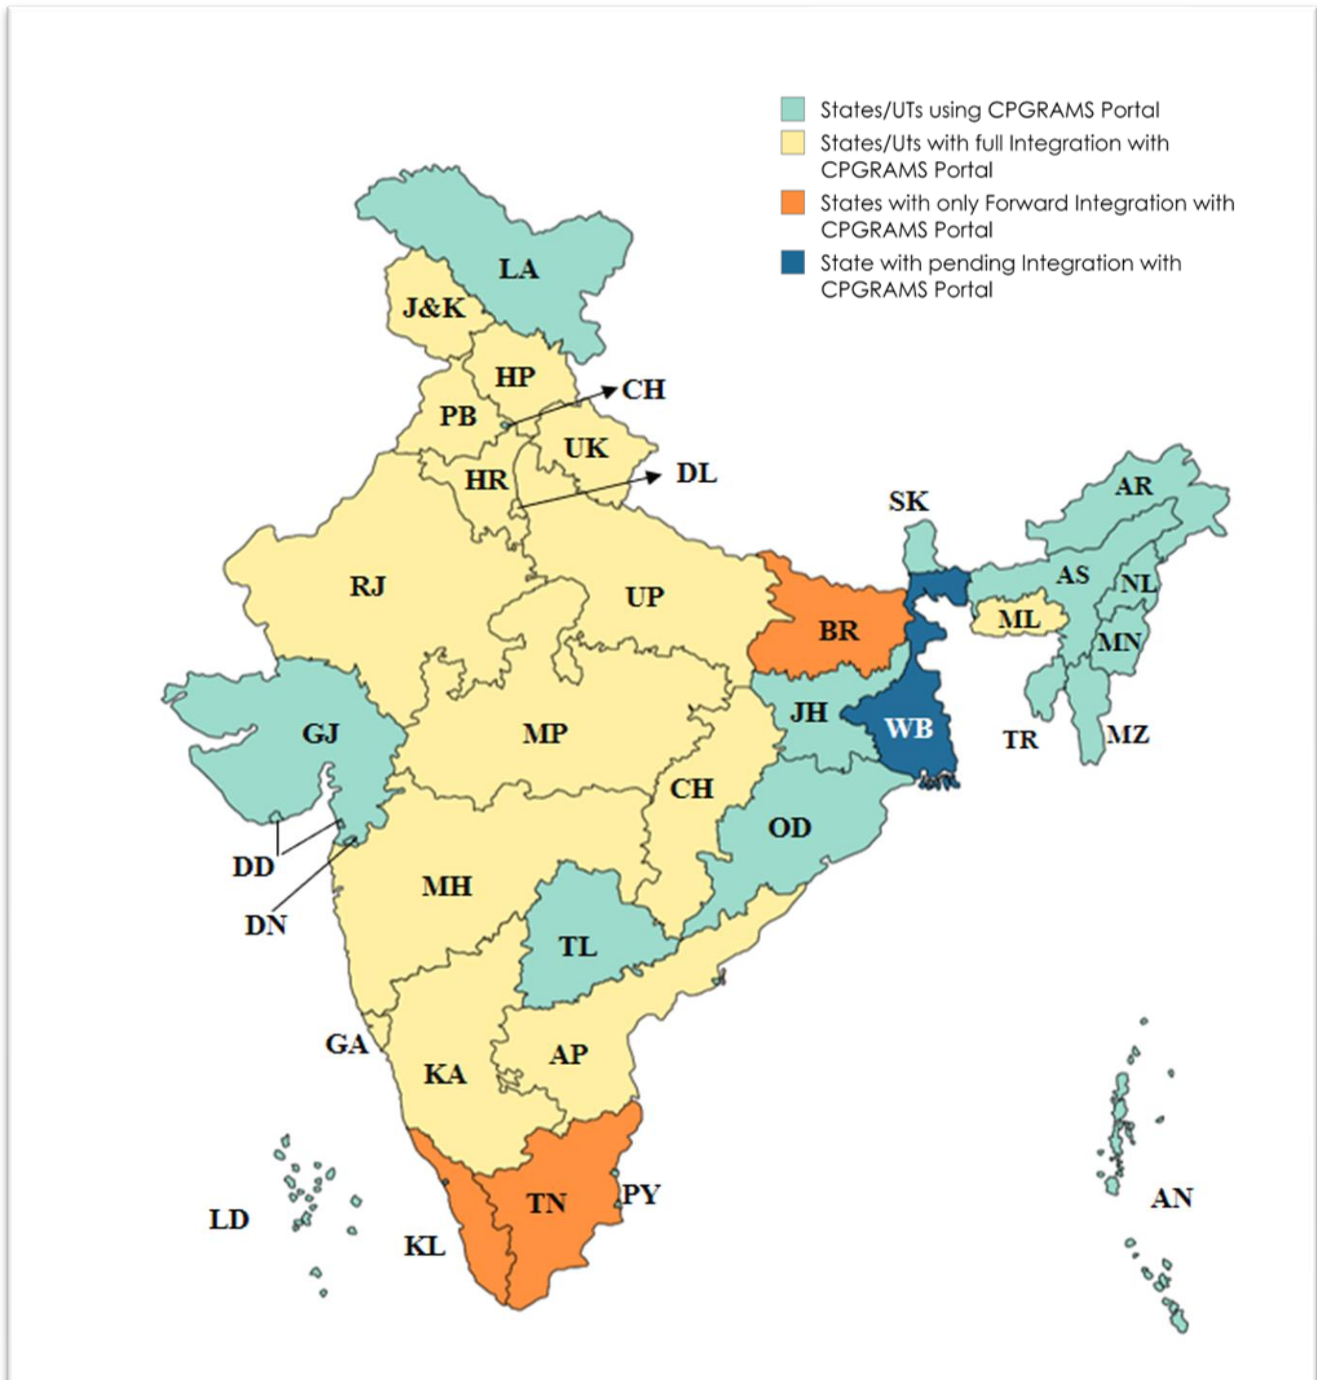 States/UTs using CPGRAMS Portal
States/Uts with full Integration with
CPGRAMS Portal
States with only Forward Integration with
CPGRAMS Portal
State with pending Integration with
CPGRAMS Portal
LA
J&K
HP
CH
PB
UK
HR
DL
AR
SK
AS
NL
RJ
UP
ML
BR
MN
JH
WB
GJ
MP
TR
MZ
CH
OD
DD
MH
DN
TL
GA
AP
KA
PY
TN
AN
LD
KL